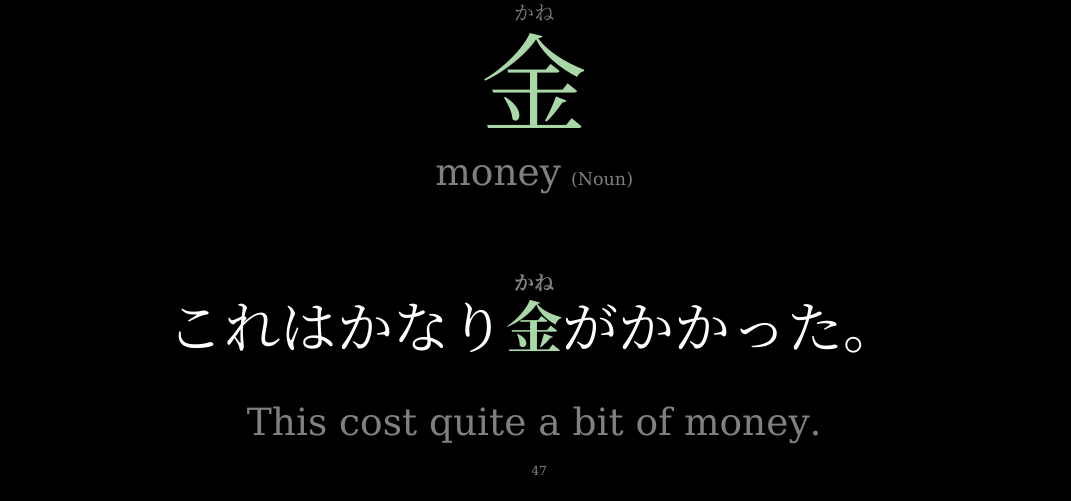 かね
金
money (Noun)
かね
これはかなり金がかかった。
This cost quite a bit of money.
47